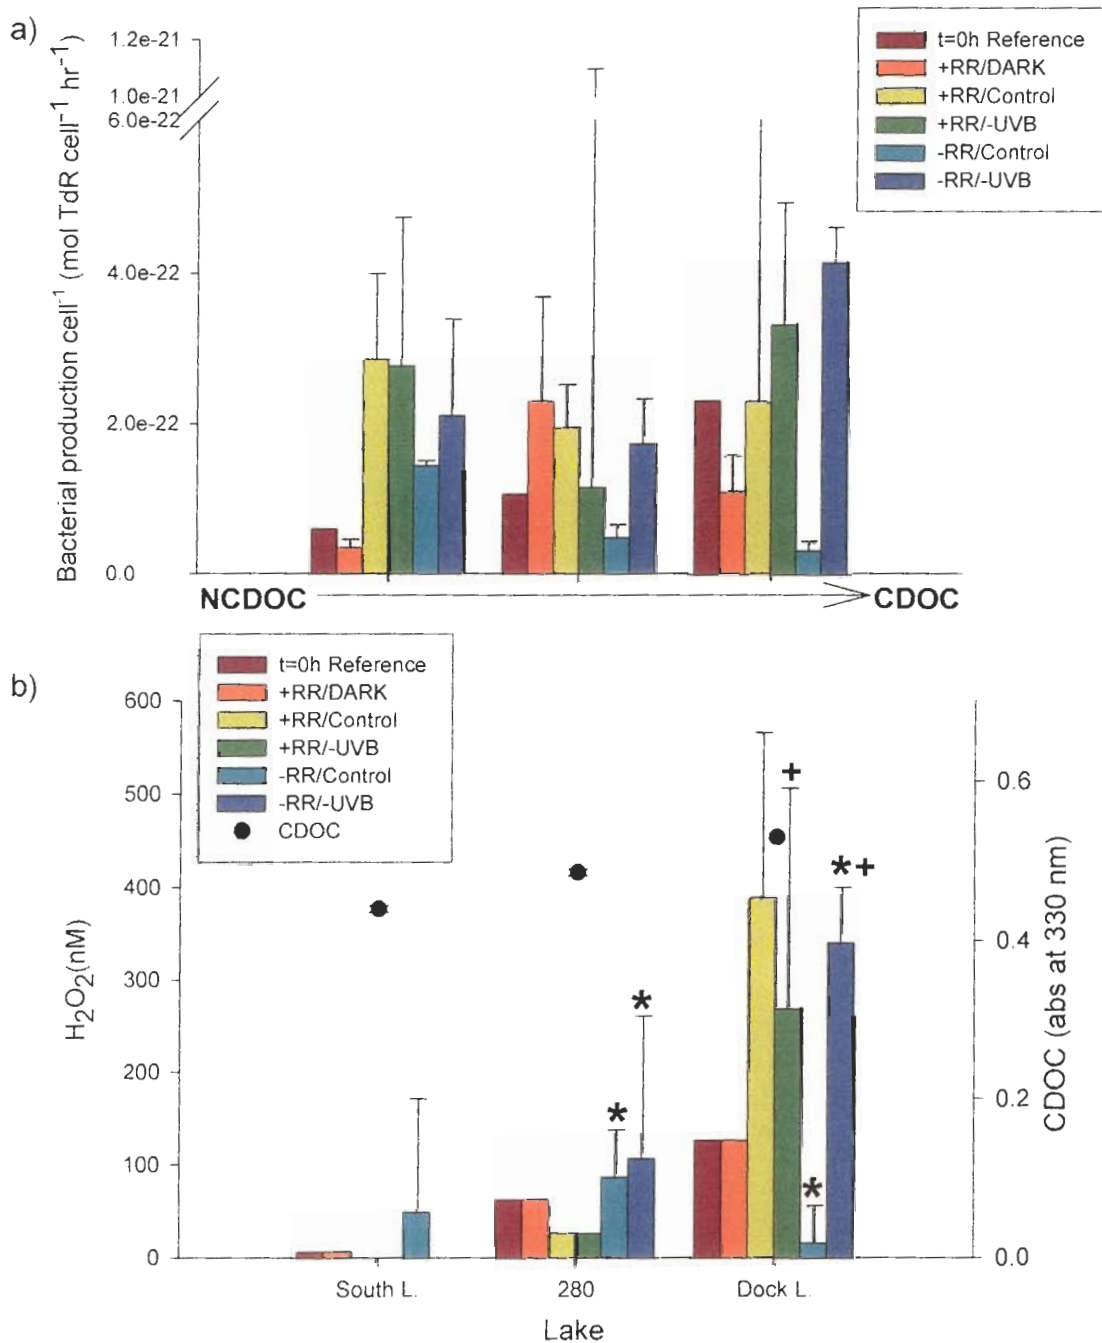 a)
1.2e-21
1.0e-21
6.0e-22
4.0e-22
2.0e-22
0.0
Bacterial production cell⁻¹ (mol TdR cell⁻¹ hr⁻¹)
t=0h Reference
+RR/DARK
+RR/Control
+RR/-UVB
-RR/Control
-RR/-UVB
NCDOC
CDOC
b)
t=0h Reference
+RR/DARK
+RR/Control
+RR/-UVB
-RR/Control
-RR/-UVB
CDOC
600
500
400
300
200
100
0
H₂O₂(nM)
+
* +
*
*
*
0.6
0.4
0.2
0.0
CDOC (abs at 330 nm)
South L.
280
Dock L.
Lake